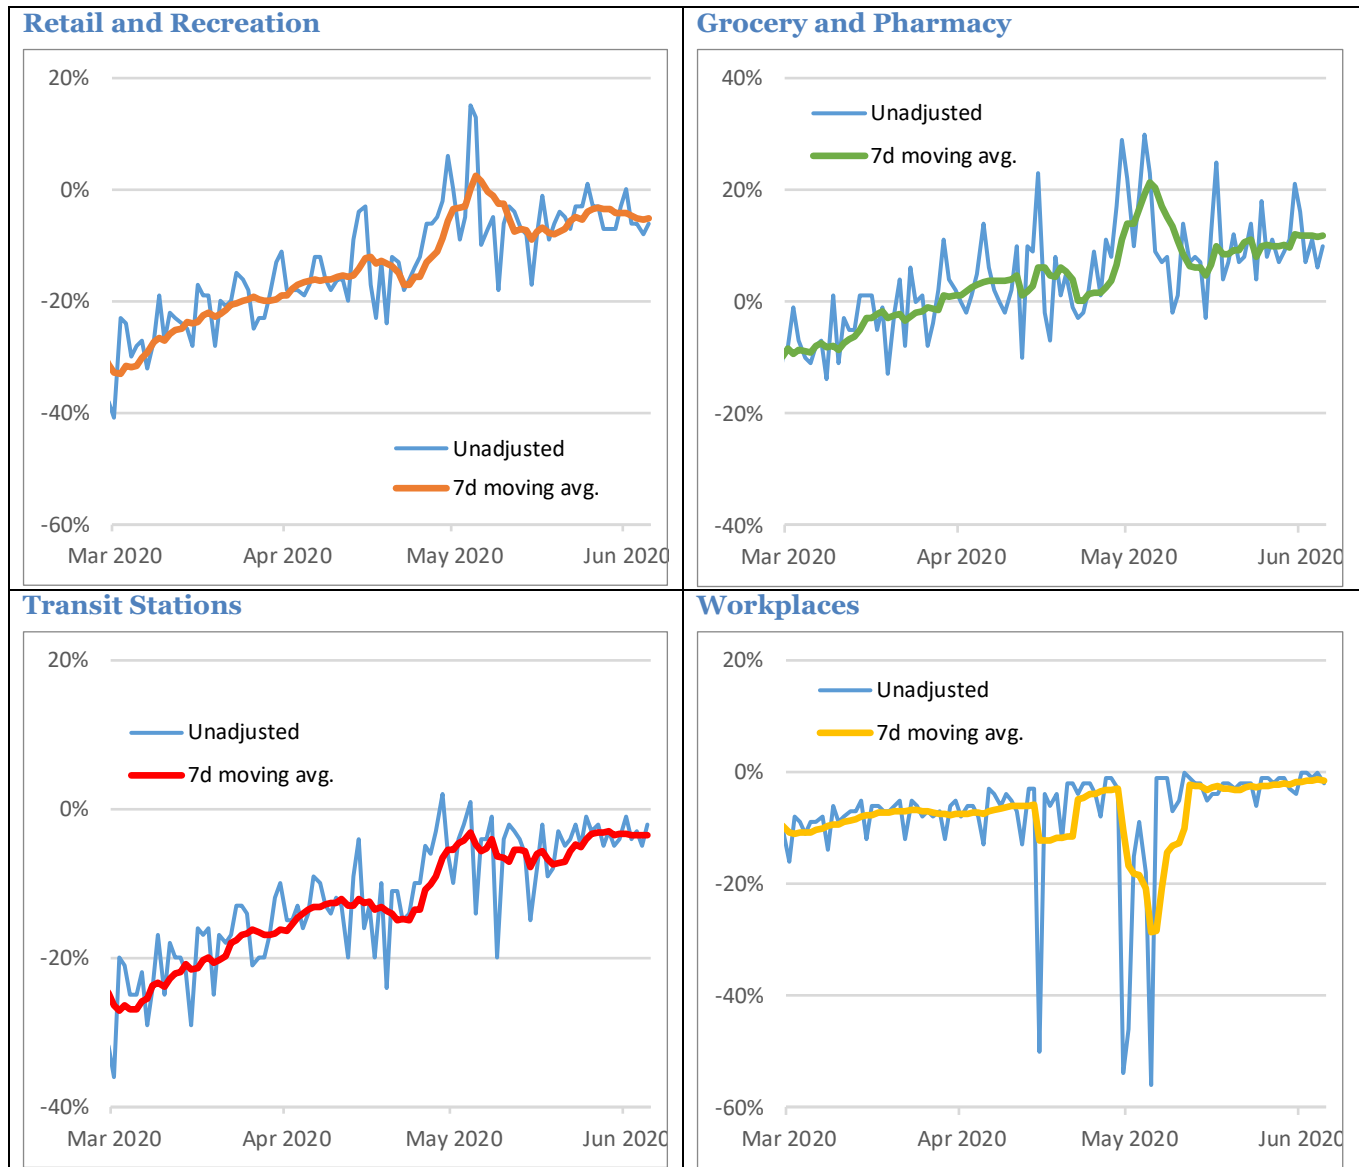 Retail and Recreation
20%
0%
-20%
-40%
-60%
Unadjusted
7d moving avg.
Mar 2020 Apr 2020 May 2020 Jun 2020
Grocery and Pharmacy
40%
20%
0%
-20%
-40%
Unadjusted
7d moving avg.
Mar 2020 Apr 2020 May 2020 Jun 2020
Transit Stations
20%
0%
-20%
-40%
Unadjusted
7d moving avg.
Mar 2020 Apr 2020 May 2020 Jun 2020
Workplaces
20%
0%
-20%
-40%
-60%
Unadjusted
7d moving avg.
Mar 2020 Apr 2020 May 2020 Jun 2020